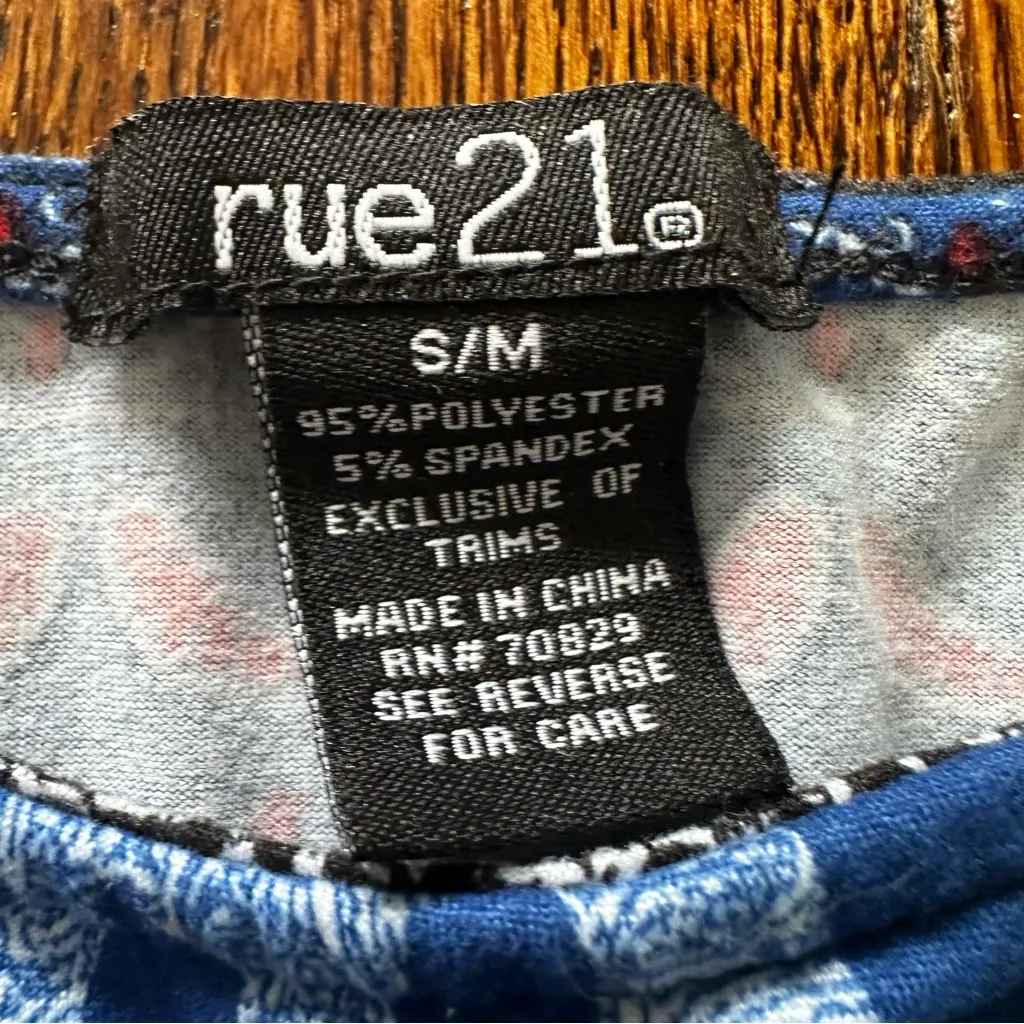 rue21®
S/M
95%POLYESTER
5% SPANDEX
EXCLUSIVE OF
TRIMS
MADE IN CHINA
RN# 70829
SEE REVERSE
FOR CARE